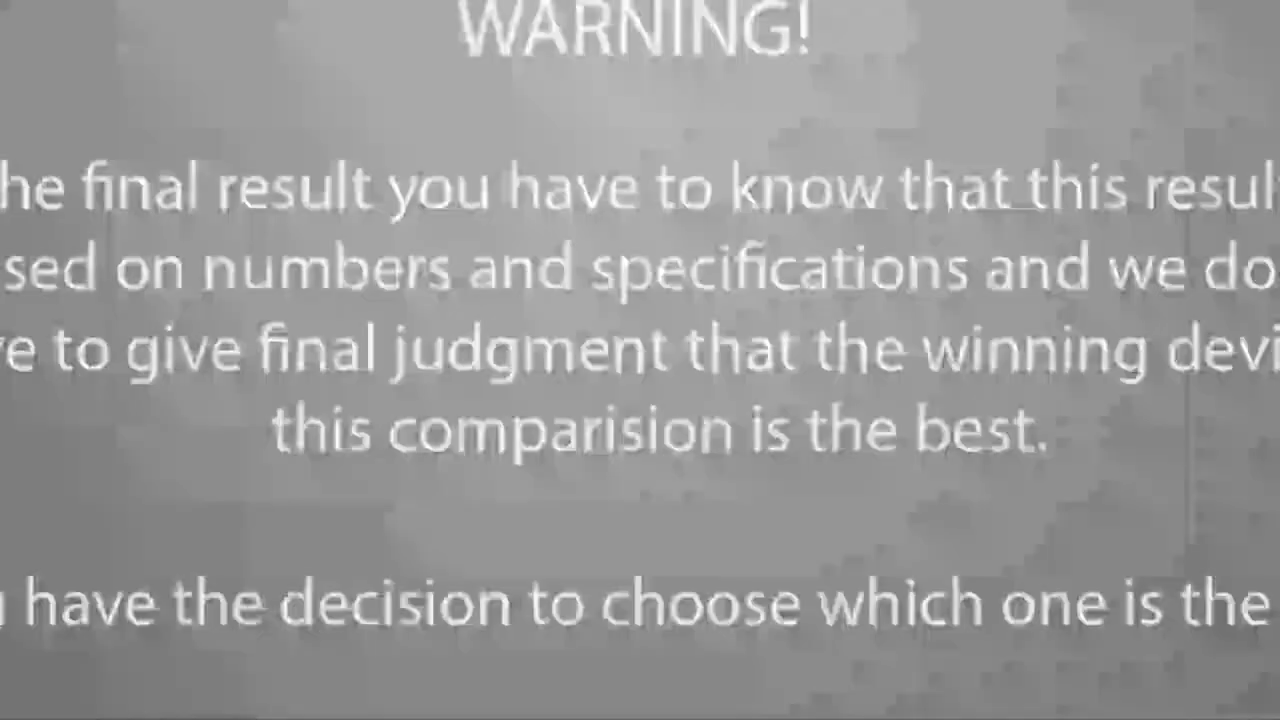 WARNING!
he final result you have to know that this resul
sed on numbers and specifications and we do
e to give final judgment that the winning devi
this comparision is the best.
have the decision to choose which one is the